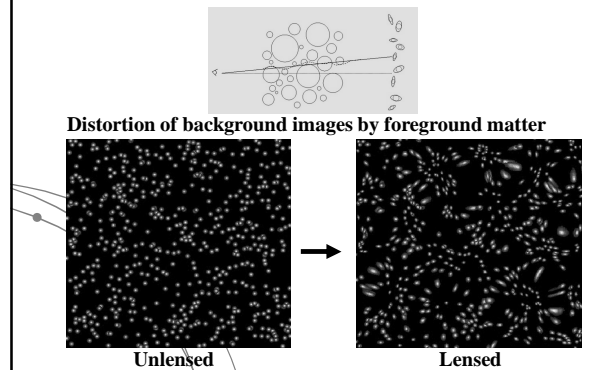 Distortion of background images by foreground matter
Unlensed
Lensed